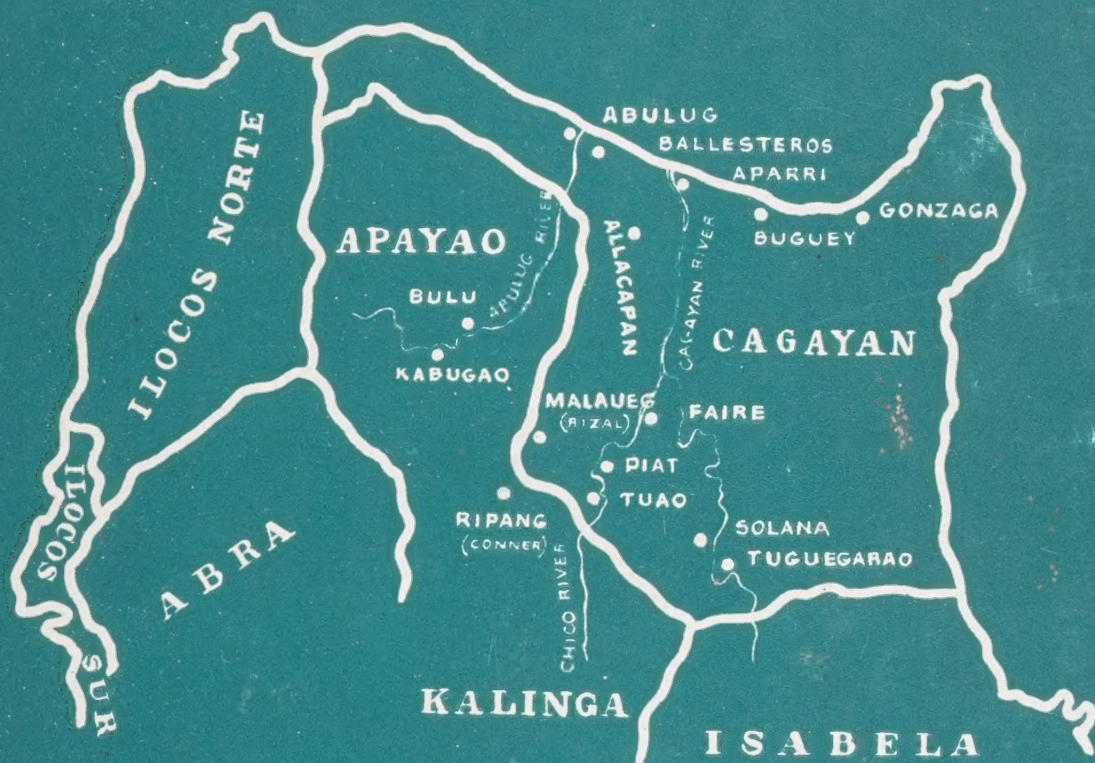 ABULUG
BALLESTEROS
APARRI
GONZAGA
BUGUEY
ILOCOS NORTE
APAYAO
ABULUG RIVER
ALLACAPAN
CAGAYAN RIVER
BULU
CAGAYAN
KABUGAO
MALAUEG
(RIZAL)
FAIRE
PIAT
TUAO
ILOCOS
SUR
RIPANG
(CONNER)
SOLANA
TUGUEGARAO
ABRA
CHICO RIVER
KALINGA
ISABELA